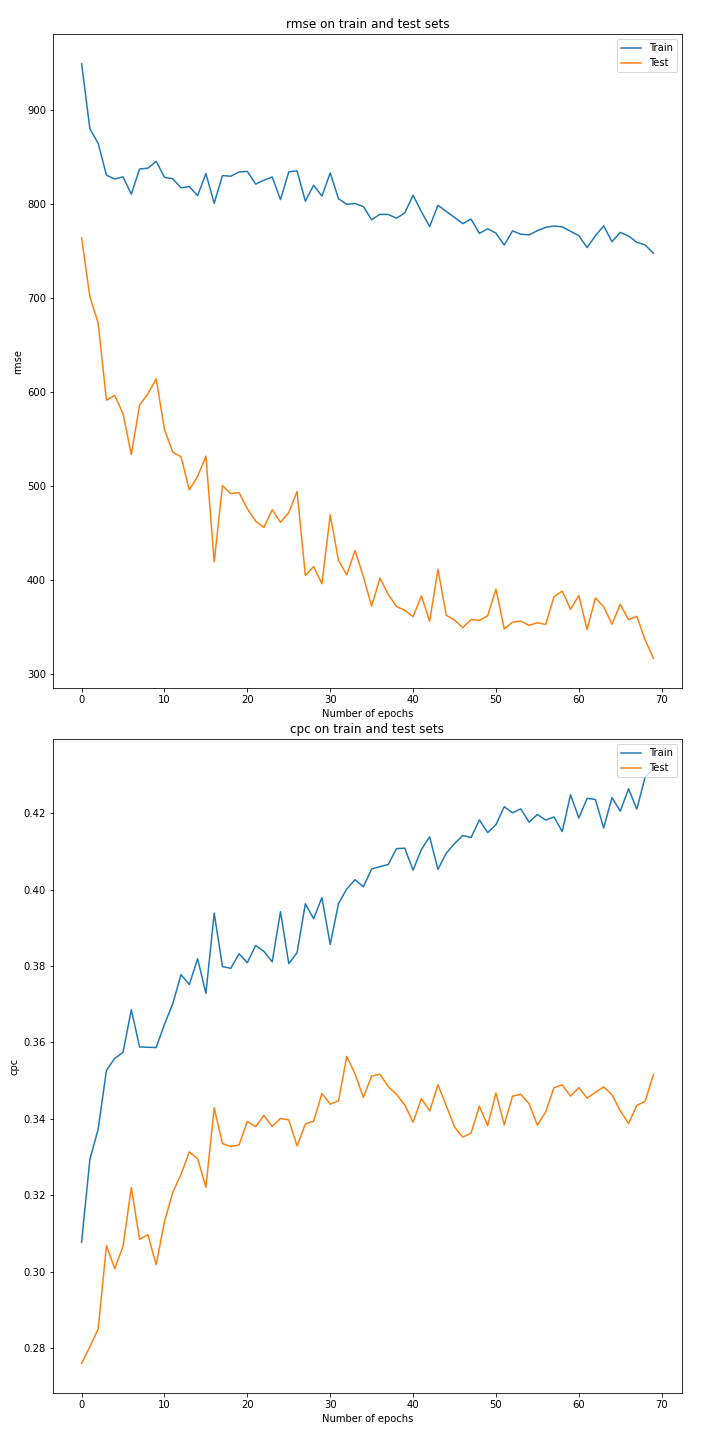 rmse on train and test sets
Train
Test
900
800
700
600
500
400
300
rmse
0 10 20 30 40 50 60 70
Number of epochs
cpc on train and test sets
Train
Test
0.42
0.40
0.38
0.36
0.34
0.32
0.30
0.28
cpc
0 10 20 30 40 50 60 70
Number of epochs